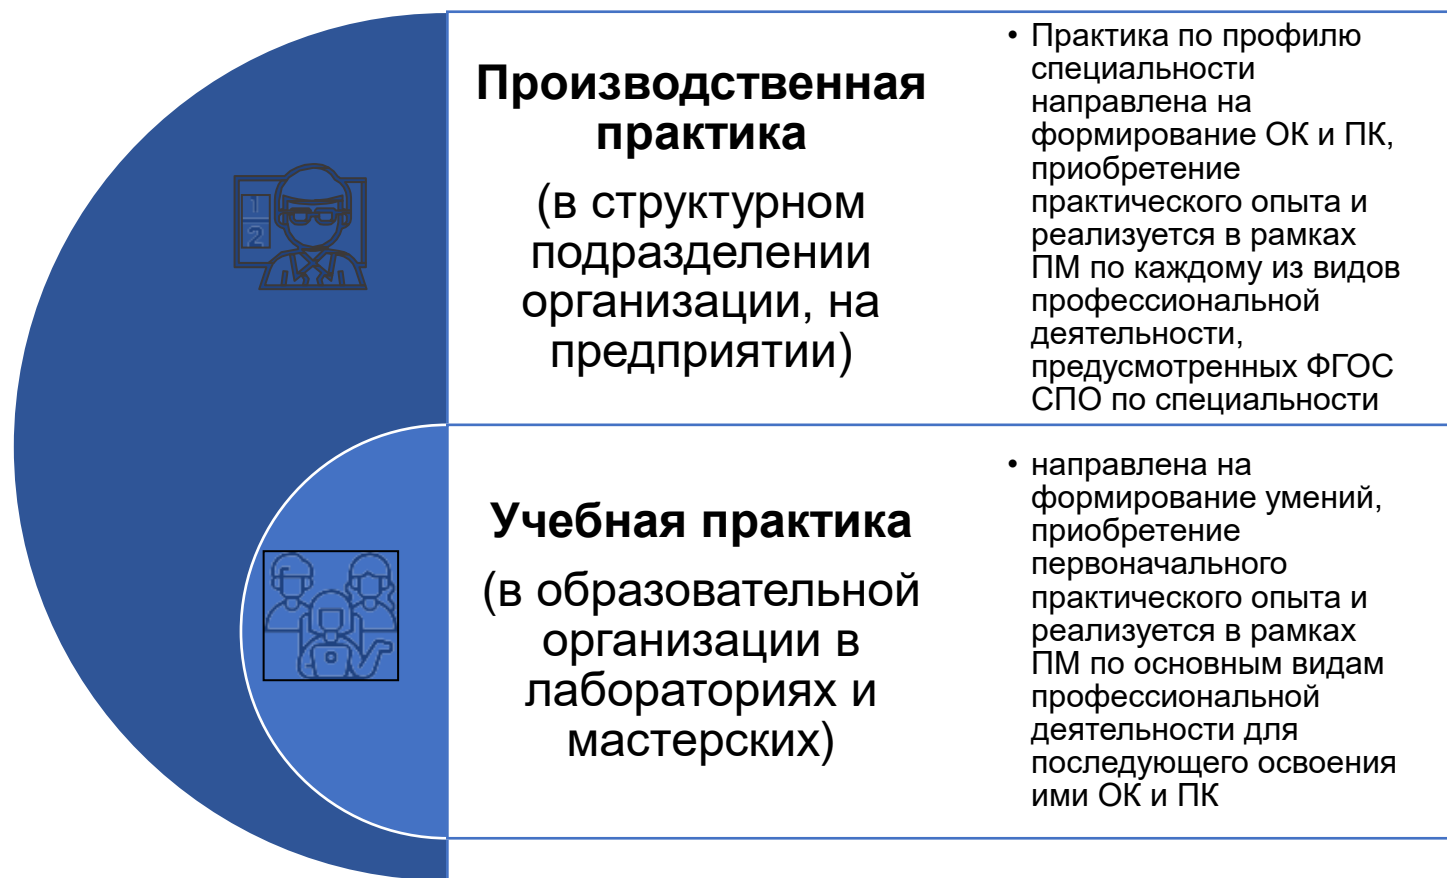 Производственная
практика
(в структурном
подразделении
организации, на
предприятии)
• Практика по профилю
специальности
направлена на
формирование ОК и ПК,
приобретение
практического опыта и
реализуется в рамках
ПМ по каждому из видов
профессиональной
деятельности,
предусмотренных ФГОС
СПО по специальности
1
2
Учебная практика
(в образовательной
организации в
лабораториях и
мастерских)
• направлена на
формирование умений,
приобретение
первоначального
практического опыта и
реализуется в рамках
ПМ по основным видам
профессиональной
деятельности для
последующего освоения
ими ОК и ПК